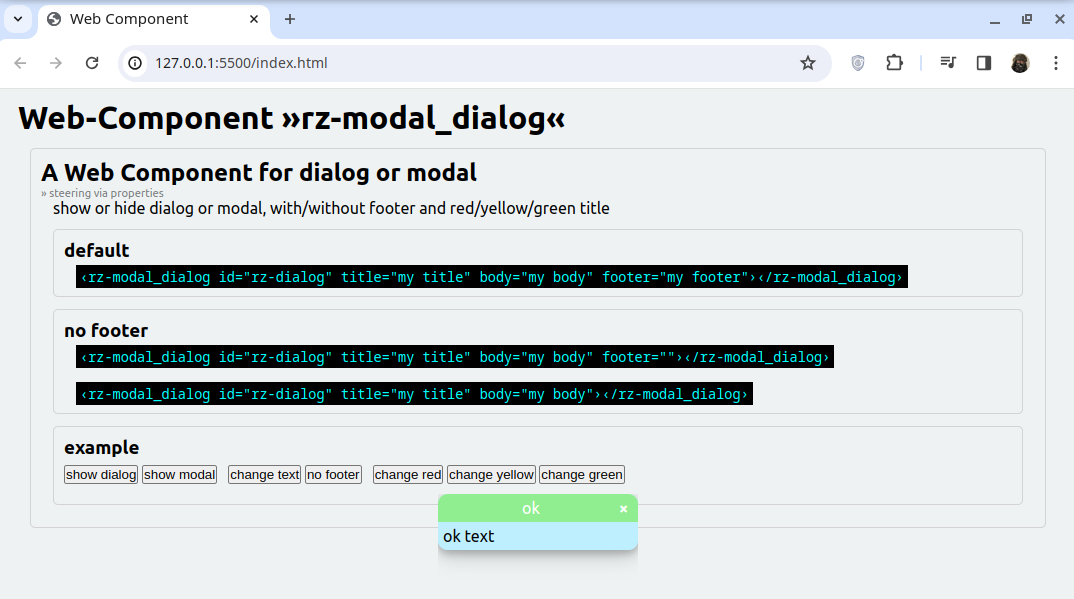 Web Component
127.0.0.1:5500/index.html
Web-Component »rz-modal_dialog«
A Web Component for dialog or modal
» steering via properties
show or hide dialog or modal, with/without footer and red/yellow/green title
default
‹rz-modal_dialog id="rz-dialog" title="my title" body="my body" footer="my footer"›‹/rz-modal_dialog›
no footer
‹rz-modal_dialog id="rz-dialog" title="my title" body="my body" footer=""›‹/rz-modal_dialog›
‹rz-modal_dialog id="rz-dialog" title="my title" body="my body"›‹/rz-modal_dialog›
example
show dialog show modal change text no footer change red change yellow change green
ok ×
ok text